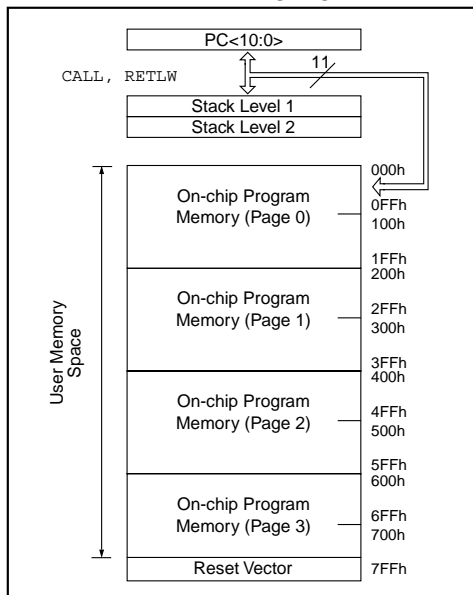 PC<10:0>
11
CALL, RETLW
Stack Level 1
Stack Level 2
000h
On-chip Program
Memory (Page 0)
0FFh
100h
1FFh
200h
On-chip Program
Memory (Page 1)
2FFh
300h
3FFh
400h
User Memory
Space
On-chip Program
Memory (Page 2)
4FFh
500h
5FFh
600h
On-chip Program
Memory (Page 3)
6FFh
700h
Reset Vector
7FFh